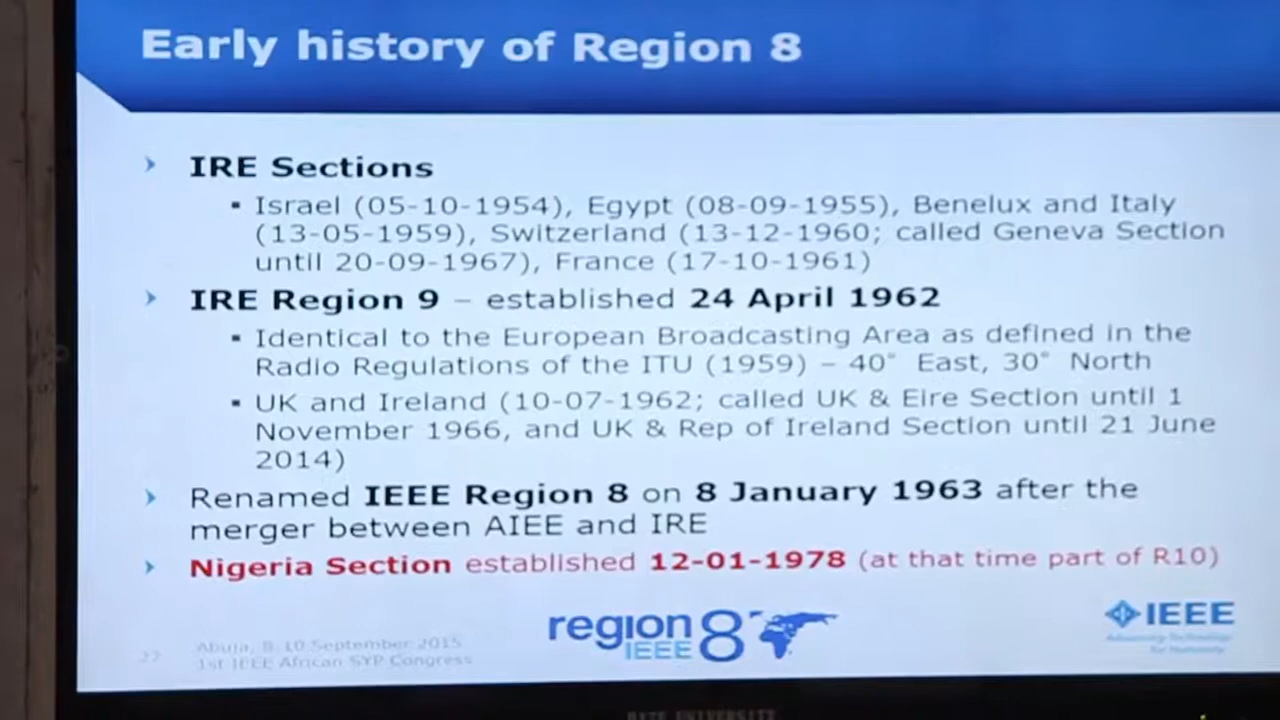 Early history of Region 8
IRE Sections
Israel (05-10-1954), Egypt (08-09-1955), Benelux and Italy
(13-05-1959), Switzerland (13-12-1960; called Geneva Section
until 20-09-1967), France (17-10-1961)
IRE Region 9 – established 24 April 1962
Identical to the European Broadcasting Area as defined in the
Radio Regulations of the ITU (1959) – 40° East, 30° North
UK and Ireland (10-07-1962; called UK & Eire Section until 1
November 1966, and UK & Rep of Ireland Section until 21 June
2014)
Renamed IEEE Region 8 on 8 January 1963 after the
merger between AIEE and IRE
Nigeria Section established 12-01-1978 (at that time part of R10)
27
Abuja, 8-10 September 2015
1st IEEE African SYP Congress
region 8
IEEE
IEEE
Advancing Technology
for Humanity
UNIVERSITY